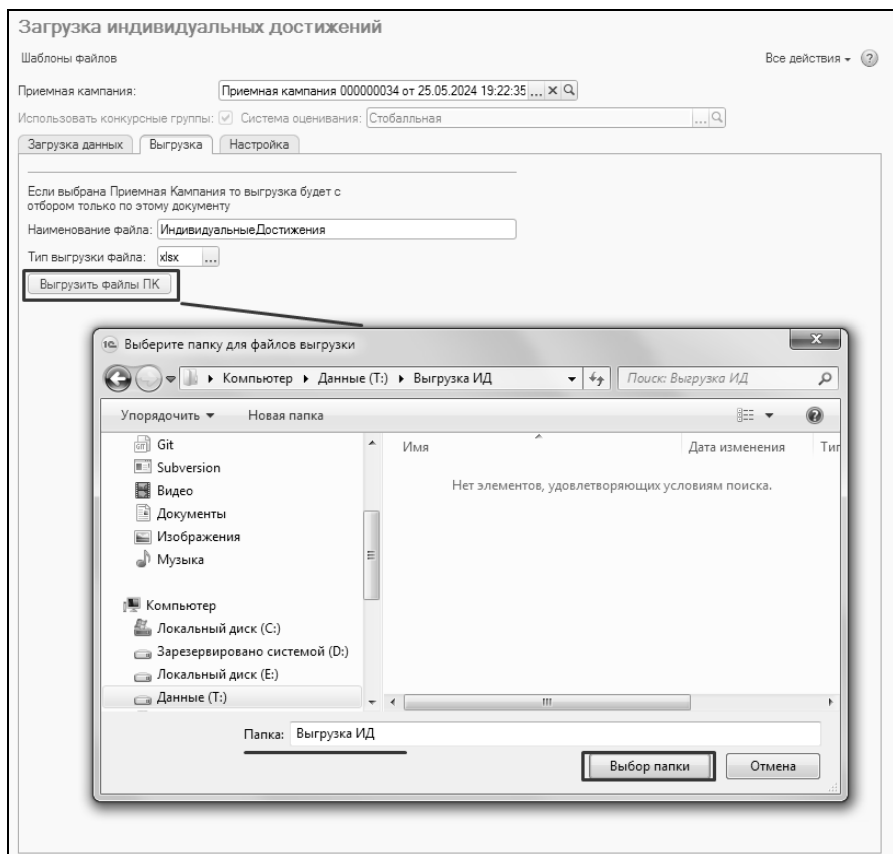 Загрузка индивидуальных достижений
Шаблоны файлов
Все действия
?
Приемная кампания: Приемная кампания 000000034 от 25.05.2024 19:22:35 ...
Использовать конкурсные группы: Система оценивания: Стобалльная ...
Загрузка данных Выгрузка Настройка
Если выбрана Приемная Кампания то выгрузка будет с
отбором только по этому документу
Наименование файла: ИндивидуальныеДостижения
Тип выгрузки файла: xlsx ...
Выгрузить файлы ПК
1С Выберите папку для файлов выгрузки
Компьютер Данные (T:) Выгрузка ИД
Поиск: Выгрузка ИД
Упорядочить Новая папка
?
Git
Subversion
Видео
Документы
Изображения
Музыка
Компьютер
Локальный диск (C:)
Зарезервировано системой (D:)
Локальный диск (E:)
Данные (T:)
Имя Дата изменения Тип
Нет элементов, удовлетворяющих условиям поиска.
Папка: Выгрузка ИД
Выбор папки Отмена